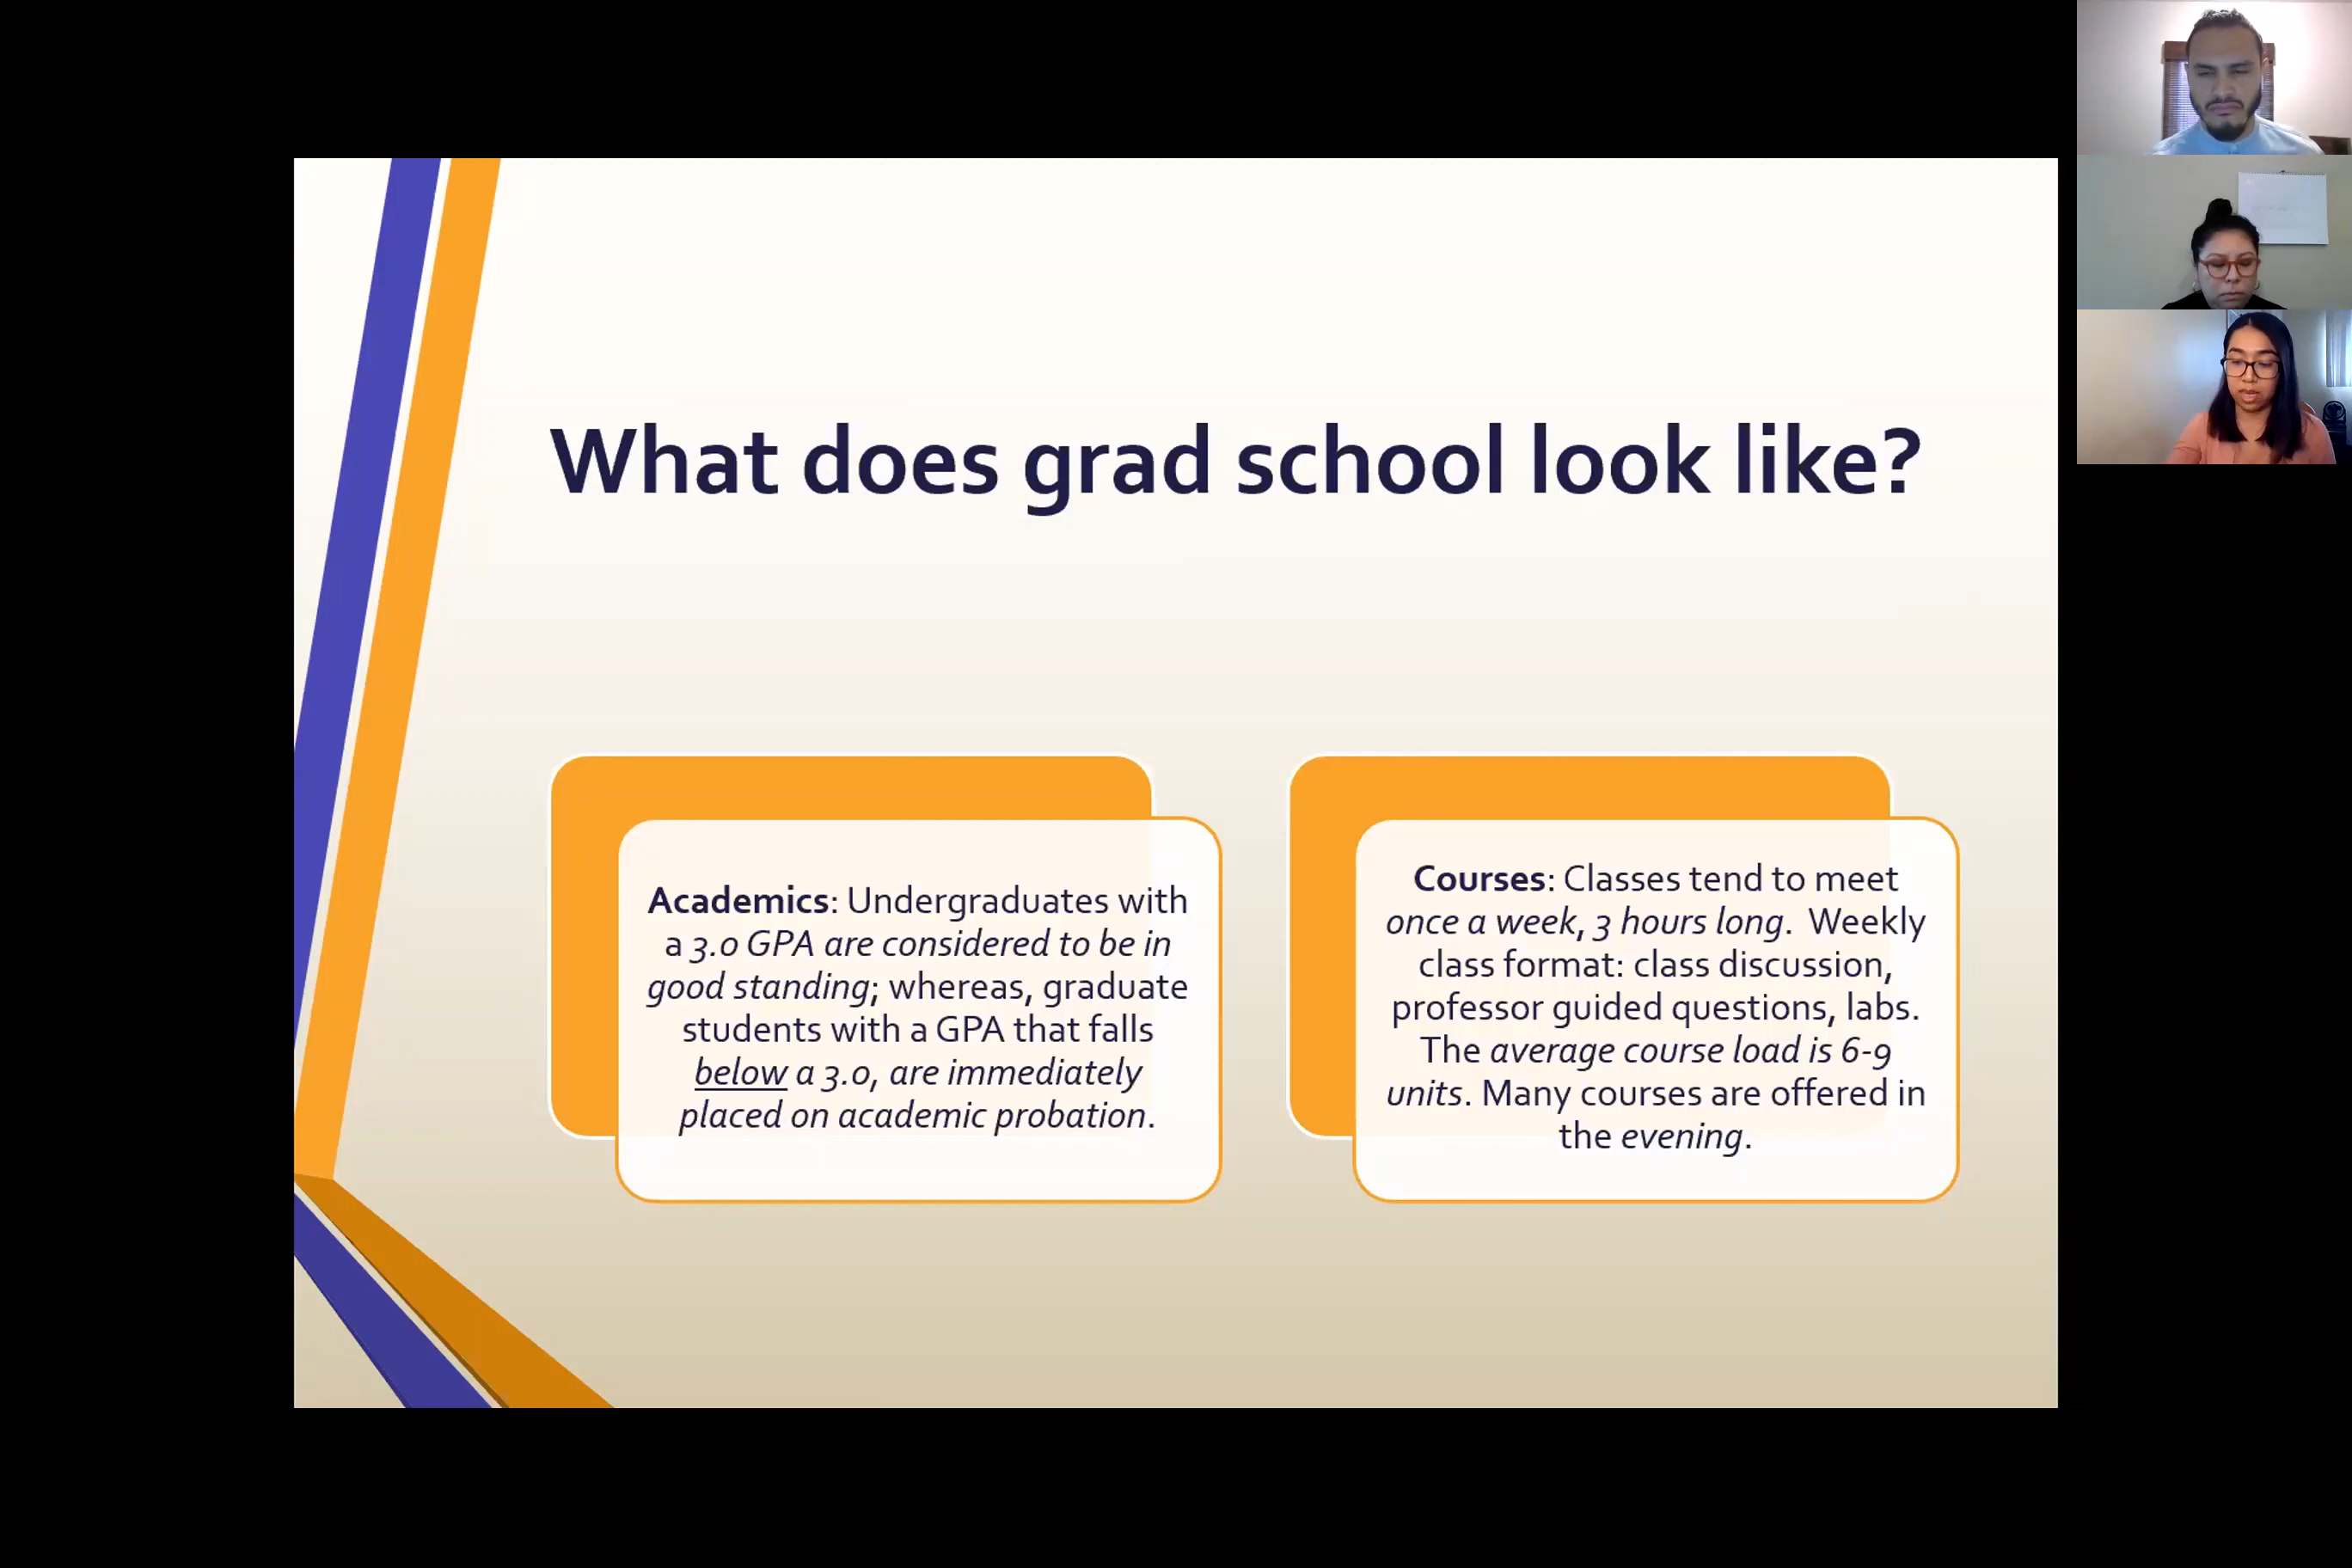 What does grad school look like?
Academics: Undergraduates with
a 3.0 GPA are considered to be in
good standing; whereas, graduate
students with a GPA that falls
below a 3.0, are immediately
placed on academic probation.
Courses: Classes tend to meet
once a week, 3 hours long.  Weekly
class format: class discussion,
professor guided questions, labs.
The average course load is 6-9
units. Many courses are offered in
the evening.